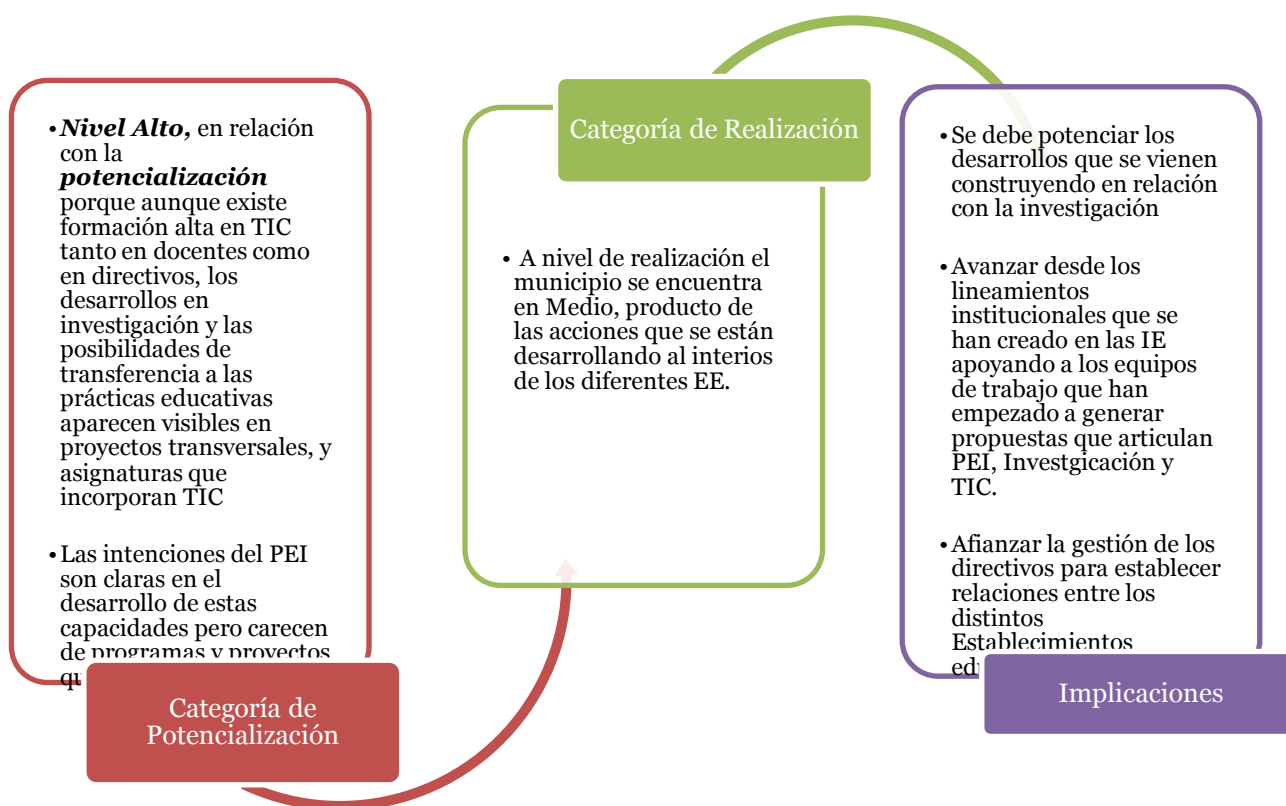 •Nivel Alto, en relación
con la
potencialización
porque aunque existe
formación alta en TIC
tanto en docentes como
en directivos, los
desarrollos en
investigación y las
posibilidades de
transferencia a las
prácticas educativas
aparecen visibles en
proyectos transversales, y
asignaturas que
incorporan TIC
•Las intenciones del PEI
son claras en el
desarrollo de estas
capacidades pero carecen
de programas y proyectos
Categoría de
Potencialización
Categoría de Realización
• A nivel de realización el
municipio se encuentra
en Medio, producto de
las acciones que se están
desarrollando al interios
de los diferentes EE.
•Se debe potenciar los
desarrollos que se vienen
construyendo en relación
con la investigación
•Avanzar desde los
lineamientos
institucionales que se
han creado en las IE
apoyando a los equipos
de trabajo que han
empezado a generar
propuestas que articulan
PEI, Investgicación y
TIC.
•Afianzar la gestión de los
directivos para establecer
relaciones entre los
distintos
Establecimientos
Implicaciones